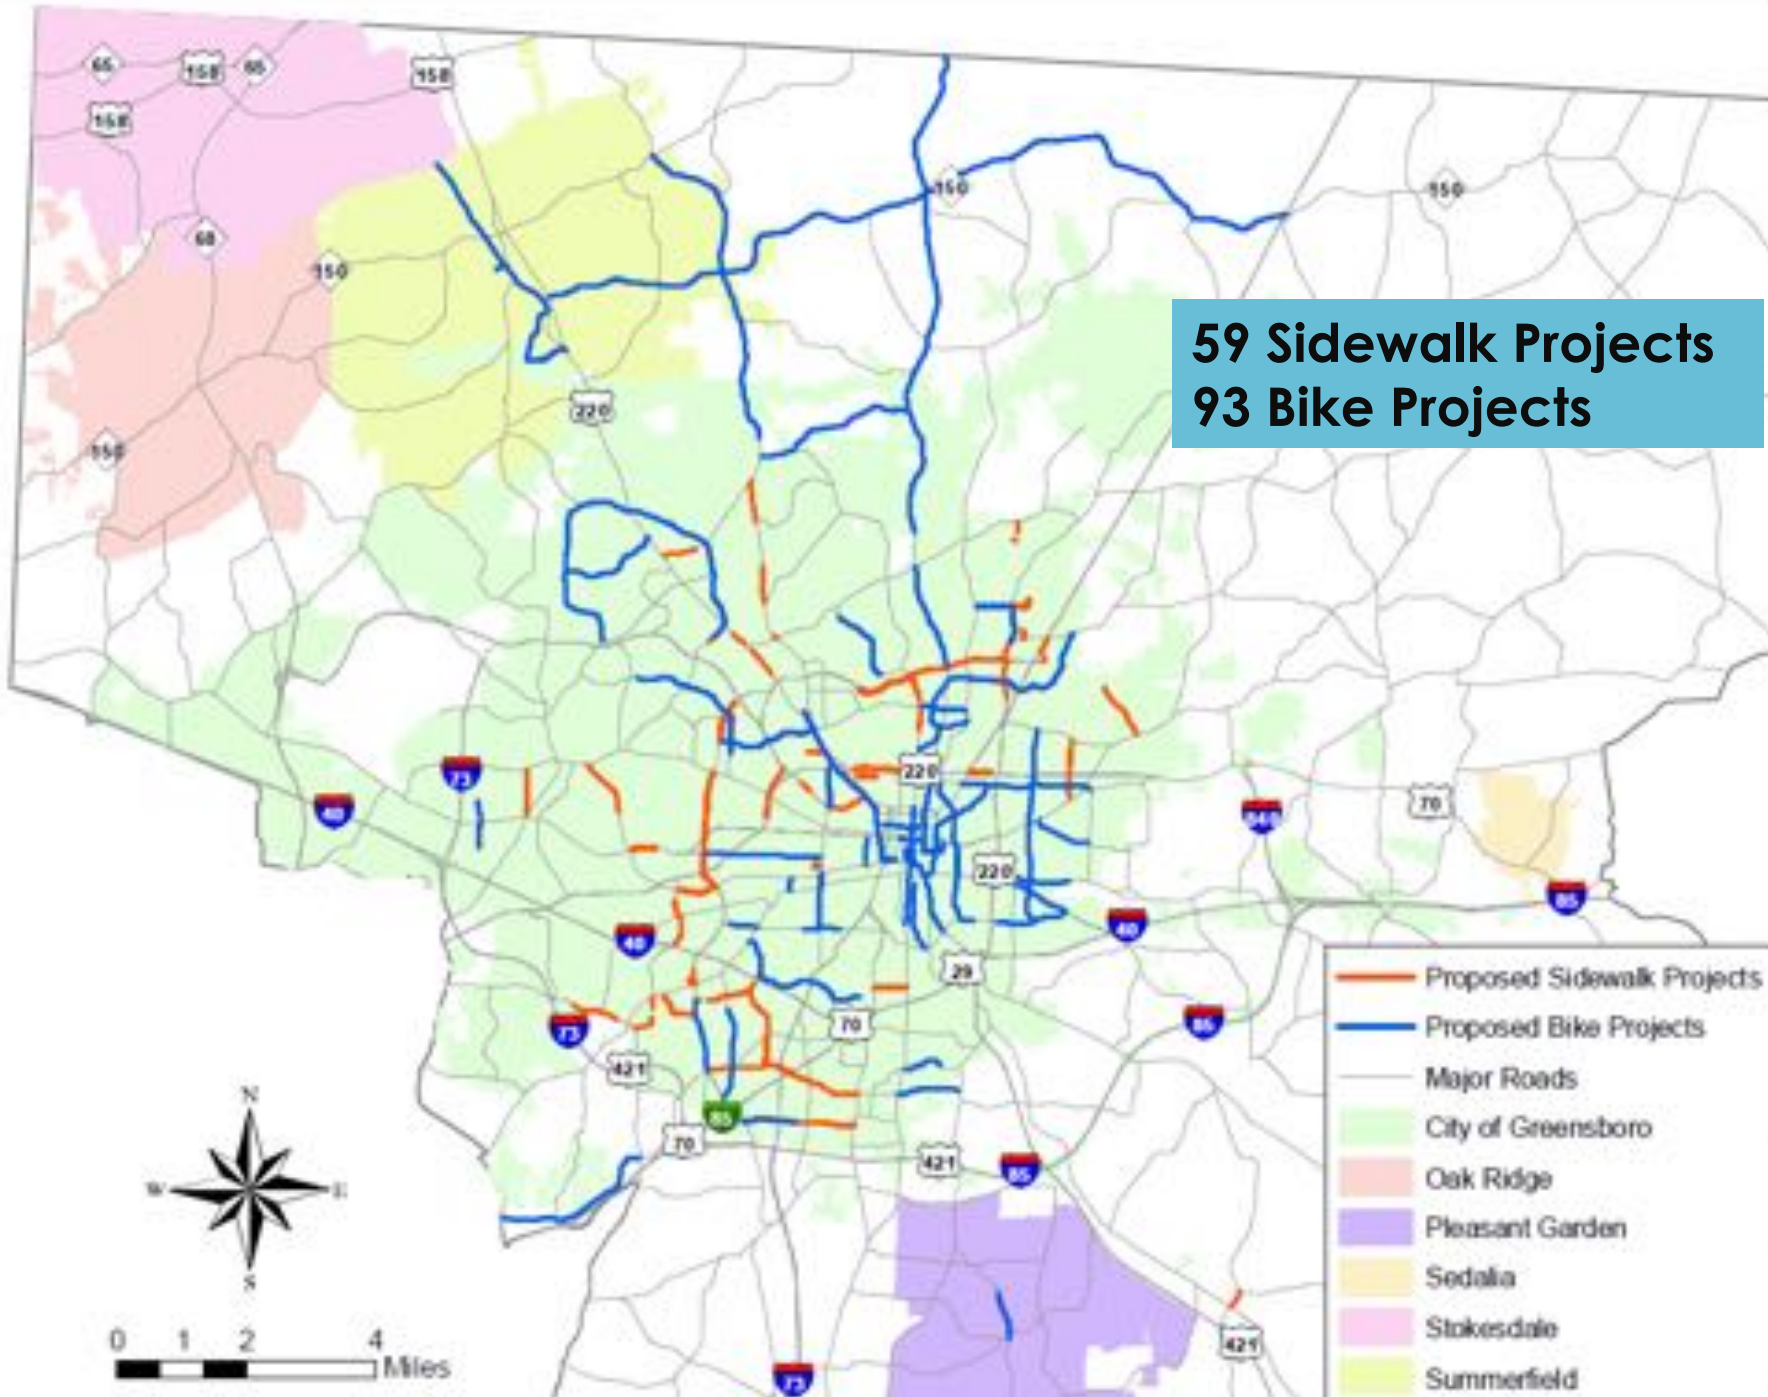 65
158
65
158
158
150
150
68
150
59 Sidewalk Projects
93 Bike Projects
220
150
73
220
70
40
840
220
85
40
40
29
Proposed Sidewalk Projects
73
70
85
Proposed Bike Projects
421
Major Roads
N
85
City of Greensboro
70
421
85
Oak Ridge
W
E
Pleasant Garden
S
Sedalia
0 1 2 4
Miles
Stokesdale
421
73
Summerfield